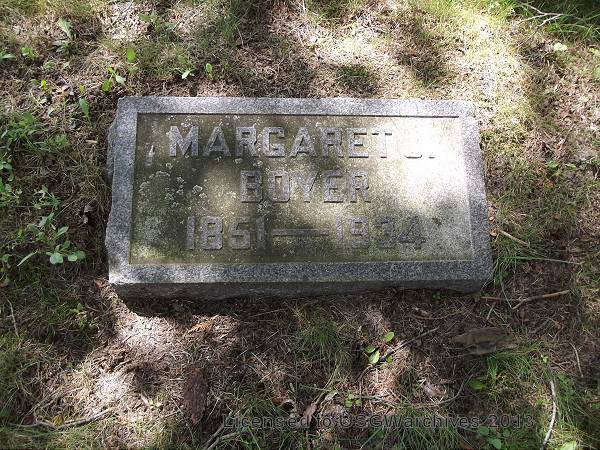 MARGARET J.
BOYER
1851—1934
Licensed to USGWarchives 2013